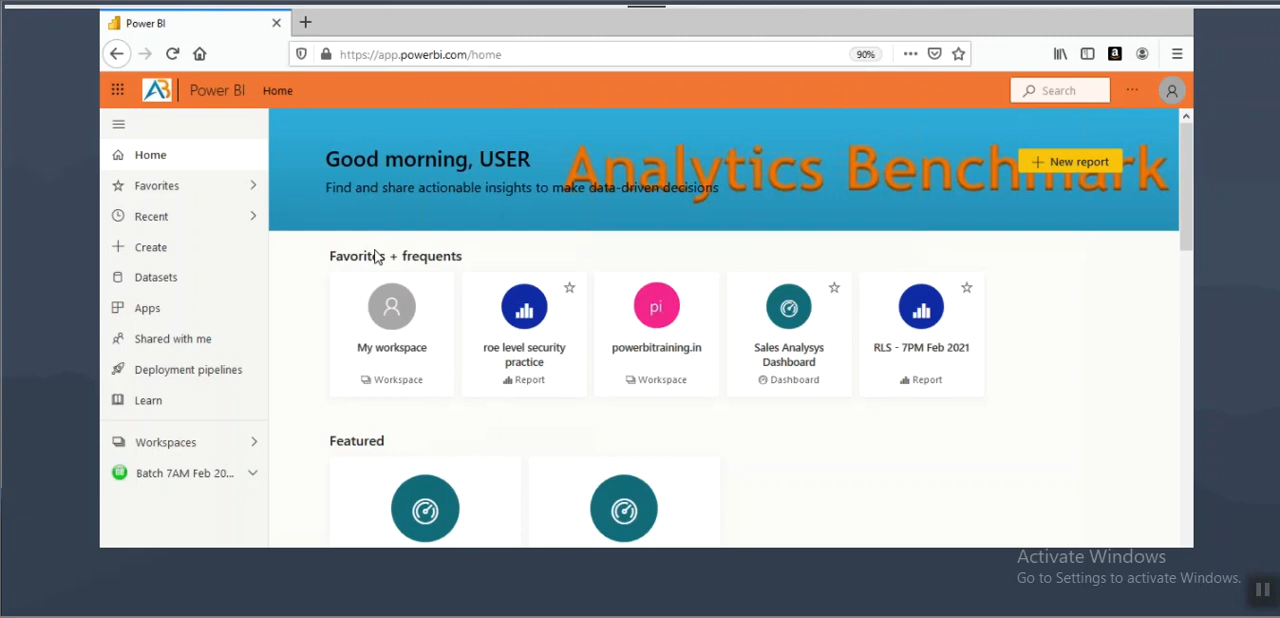 Power BI
https://app.powerbi.com/home
90%
Power BI
Home
Search
Home
Favorites
Recent
Create
Datasets
Apps
Shared with me
Deployment pipelines
Learn
Workspaces
Batch 7AM Feb 20...
Good morning, USER
Find and share actionable insights to make data-driven decisions
Analytics Benchmark
New report
Favorites + frequents
My workspace
Workspace
roe level security
practice
Report
pi
powerbitraining.in
Workspace
Sales Analysys
Dashboard
Dashboard
RLS - 7PM Feb 2021
Report
Featured
Activate Windows
Go to Settings to activate Windows.